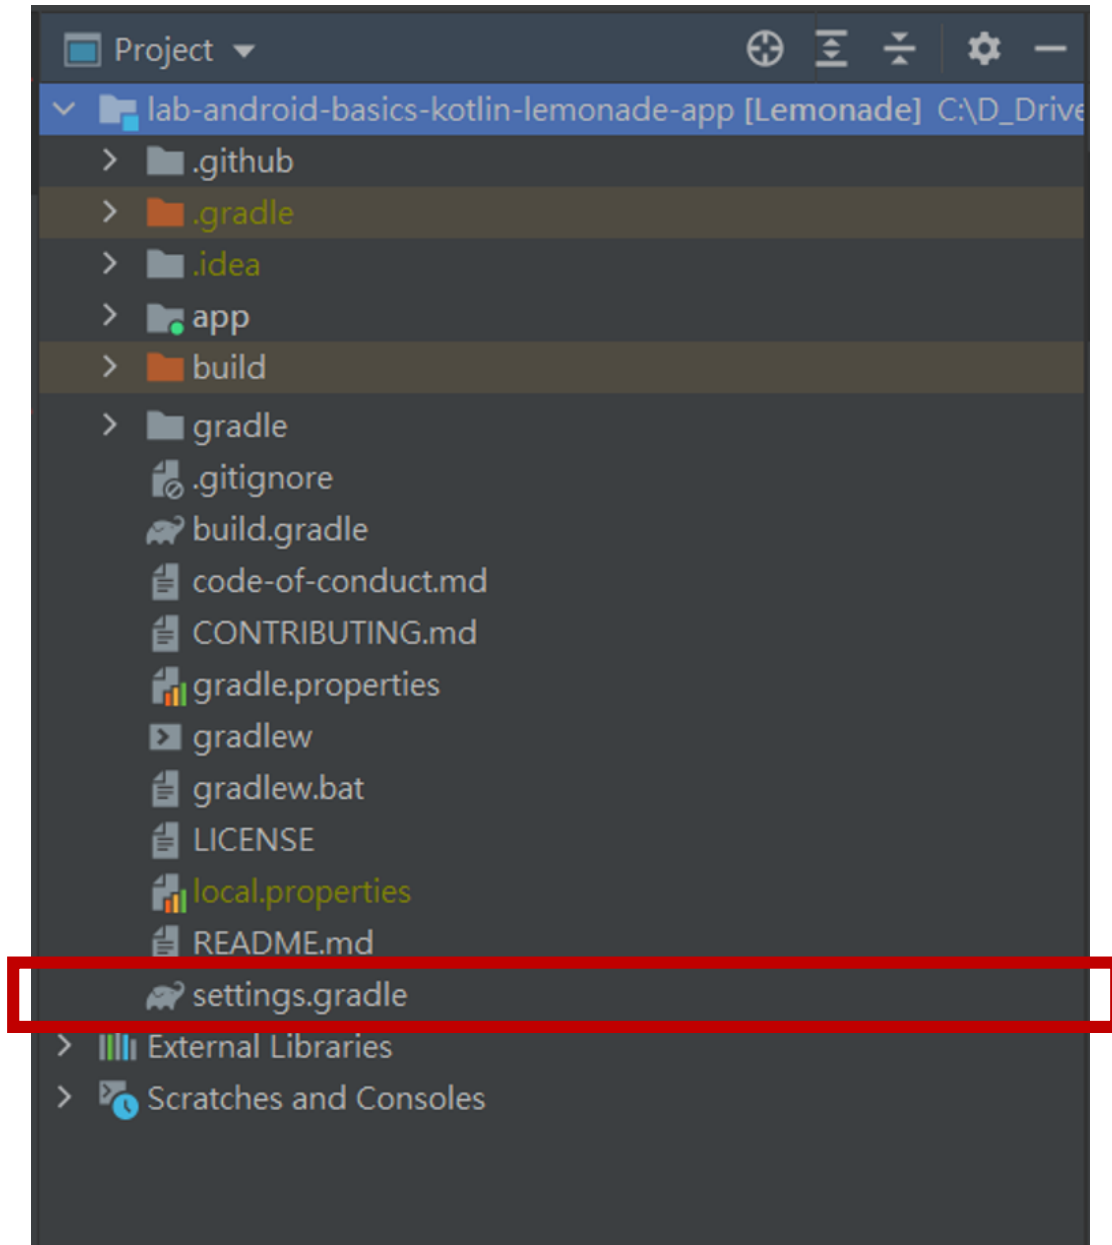 Project
lab-android-basics-kotlin-lemonade-app [Lemonade] C:\D_Drive
.github
.gradle
.idea
app
build
gradle
.gitignore
build.gradle
code-of-conduct.md
CONTRIBUTING.md
gradle.properties
gradlew
gradlew.bat
LICENSE
local.properties
README.md
settings.gradle
External Libraries
Scratches and Consoles